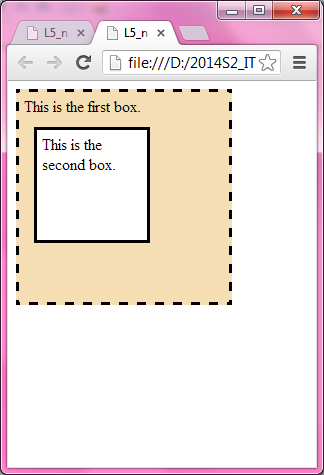 L5_n
L5_n
file:///D:/2014S2_IT
This is the first box.
This is the
second box.